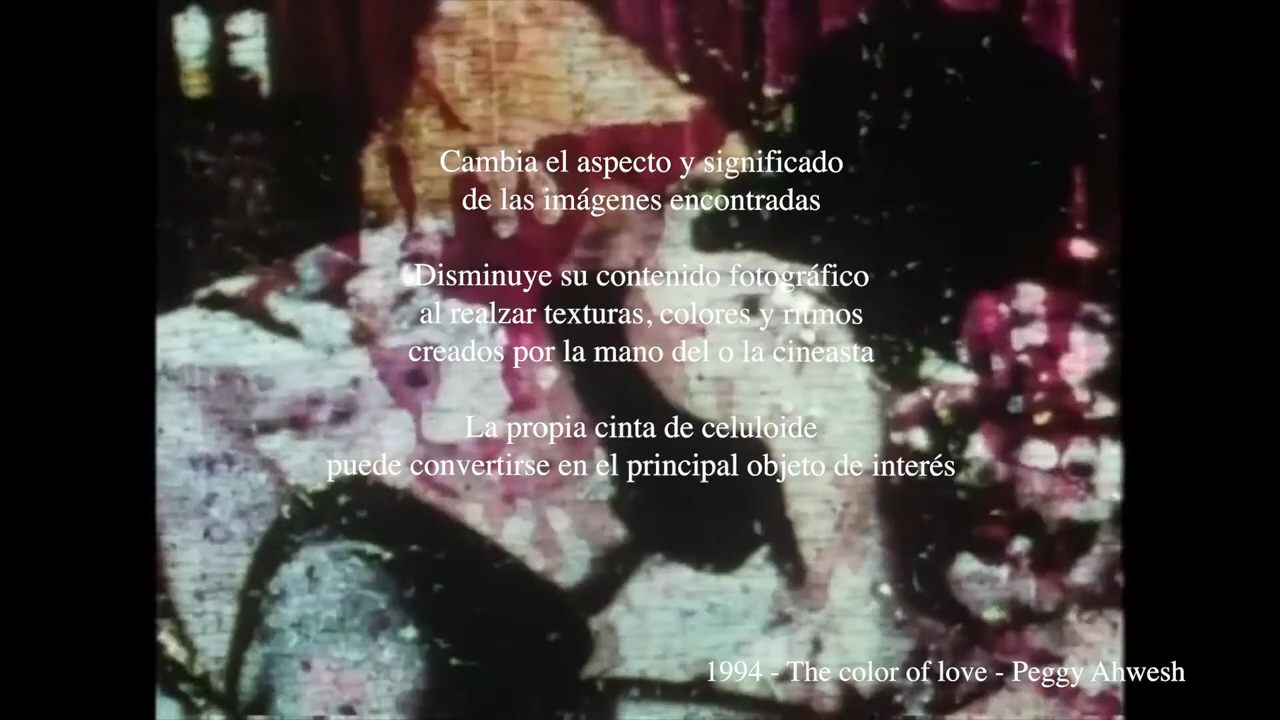 Cambia el aspecto y significado
de las imágenes encontradas
Disminuye su contenido fotográfico
al realzar texturas, colores y ritmos
creados por la mano del o la cineasta
La propia cinta de celuloide
puede convertirse en el principal objeto de interés
1994 - The color of love - Peggy Ahwesh